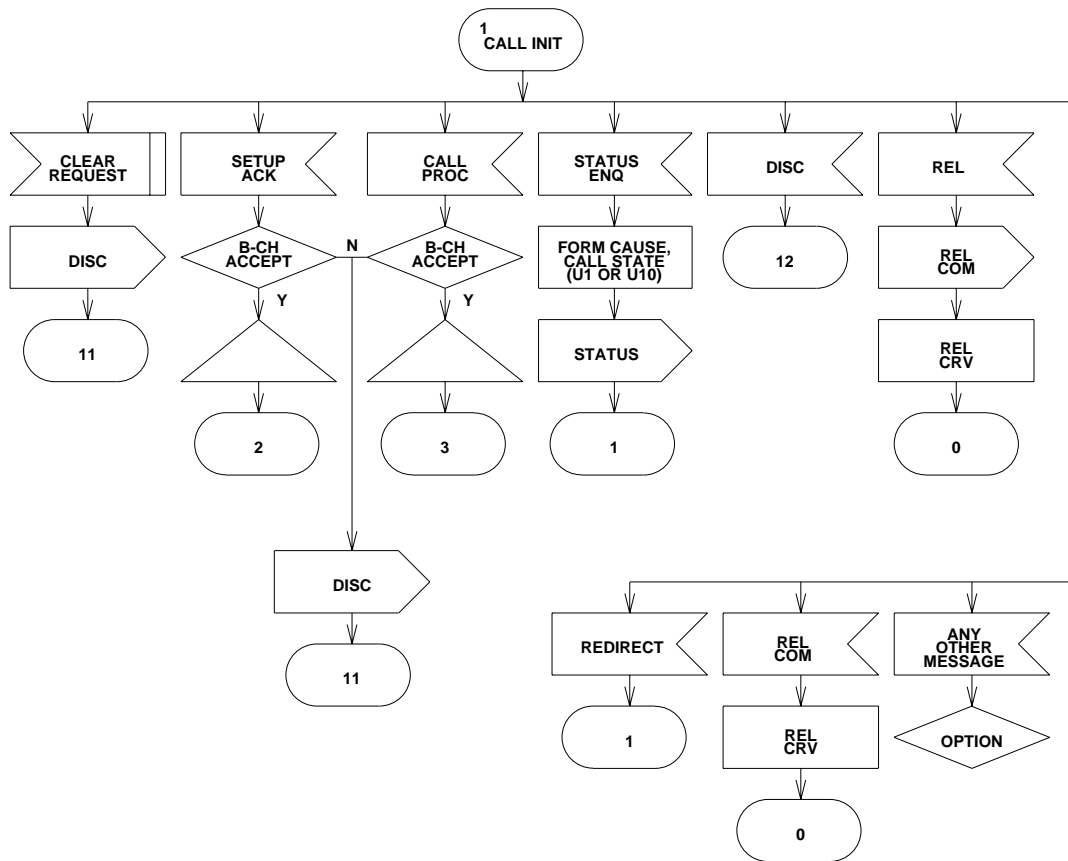 1
CALL INIT
CLEAR
REQUEST
SETUP
ACK
CALL
PROC
STATUS
ENQ
DISC
REL
DISC
B-CH
ACCEPT
N
B-CH
ACCEPT
FORM CAUSE,
CALL STATE
(U1 OR U10)
12
REL
COM
Y
Y
11
STATUS
REL
CRV
2
3
1
0
DISC
11
REDIRECT
REL
COM
ANY
OTHER
MESSAGE
1
REL
CRV
OPTION
0